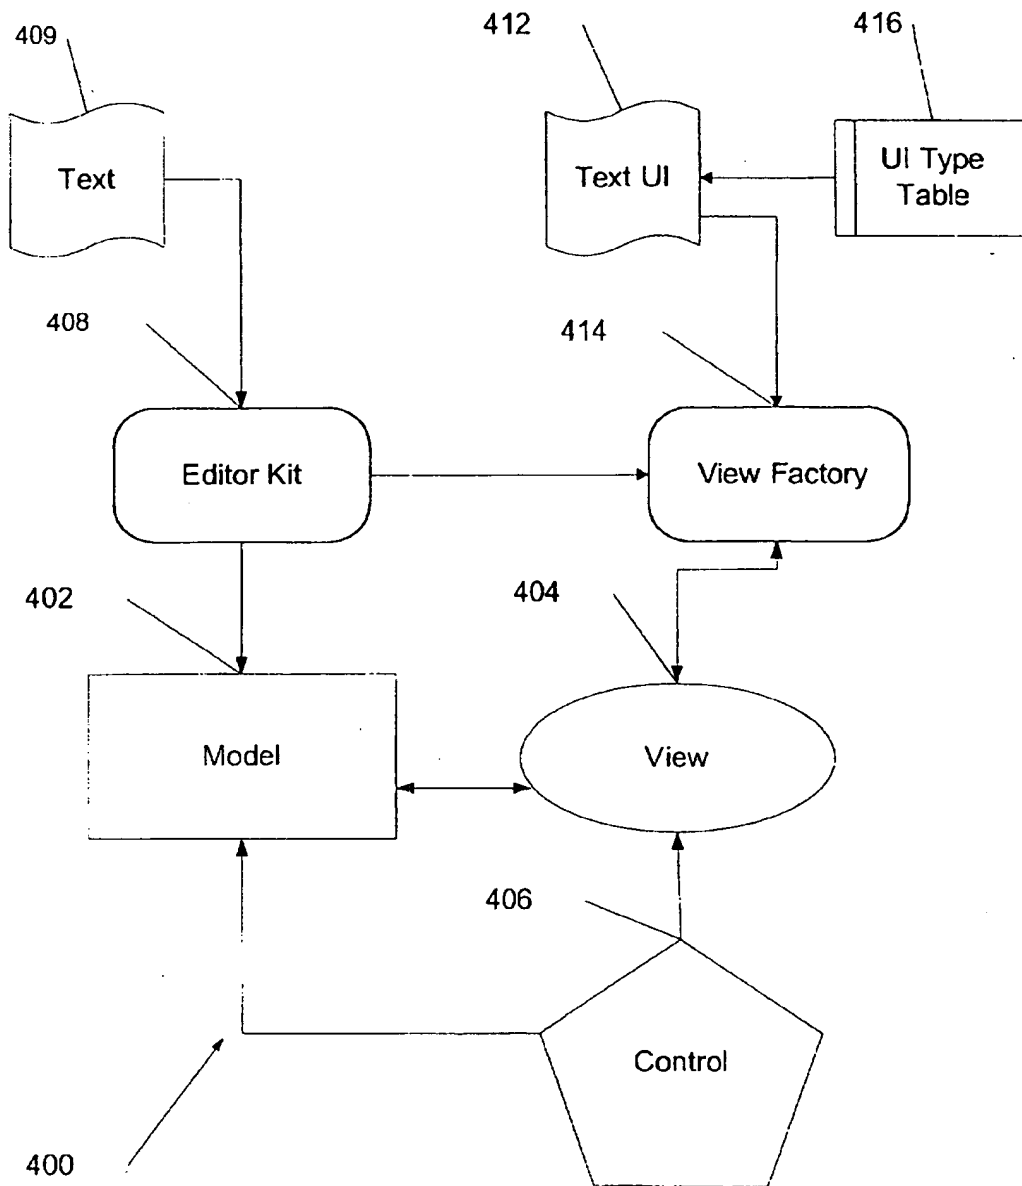 409
412
416
Text
Text UI
UI Type
Table
408
414
Editor Kit
View Factory
402
404
Model
View
406
Control
400